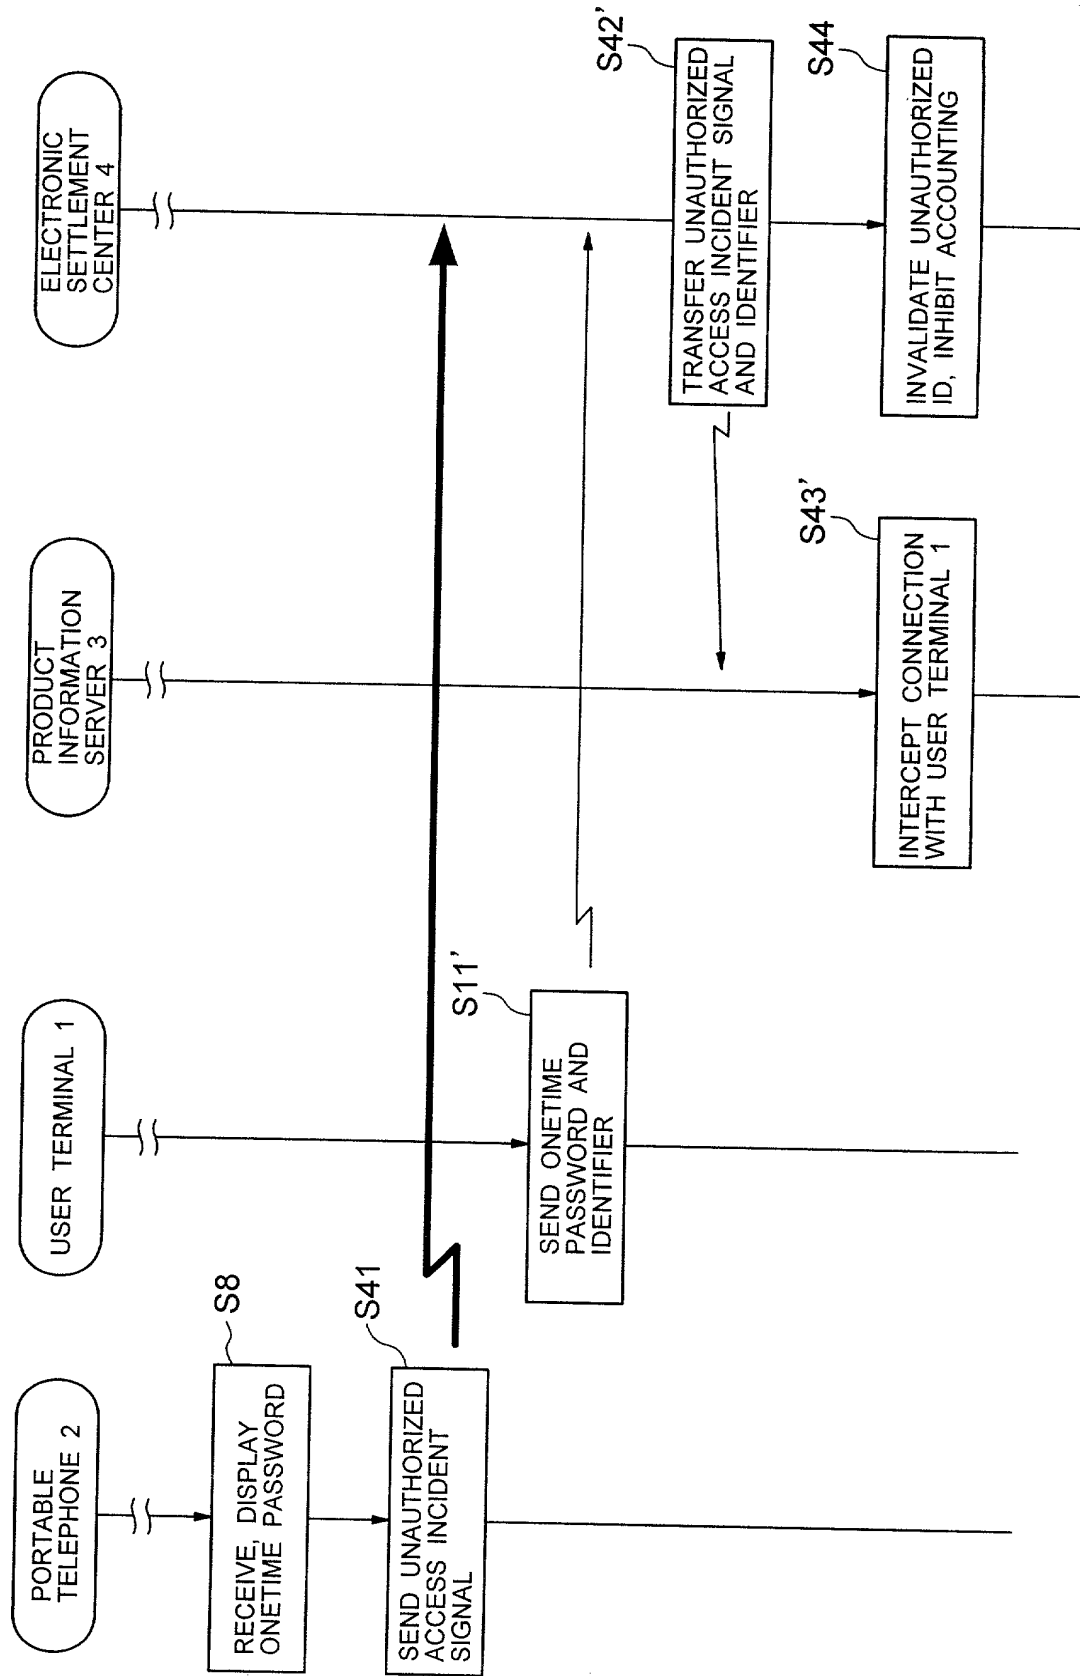 PORTABLE
TELEPHONE 2
USER TERMINAL 1
PRODUCT
INFORMATION
SERVER 3
ELECTRONIC
SETTLEMENT
CENTER 4
S8
RECEIVE, DISPLAY
ONETIME PASSWORD
S41
SEND UNAUTHORIZED
ACCESS INCIDENT
SIGNAL
S11'
SEND ONETIME
PASSWORD AND
IDENTIFIER
S42'
TRANSFER UNAUTHORIZED
ACCESS INCIDENT SIGNAL
AND IDENTIFIER
S43'
INTERCEPT CONNECTION
WITH USER TERMINAL 1
S44
INVALIDATE UNAUTHORIZED
ID, INHIBIT ACCOUNTING